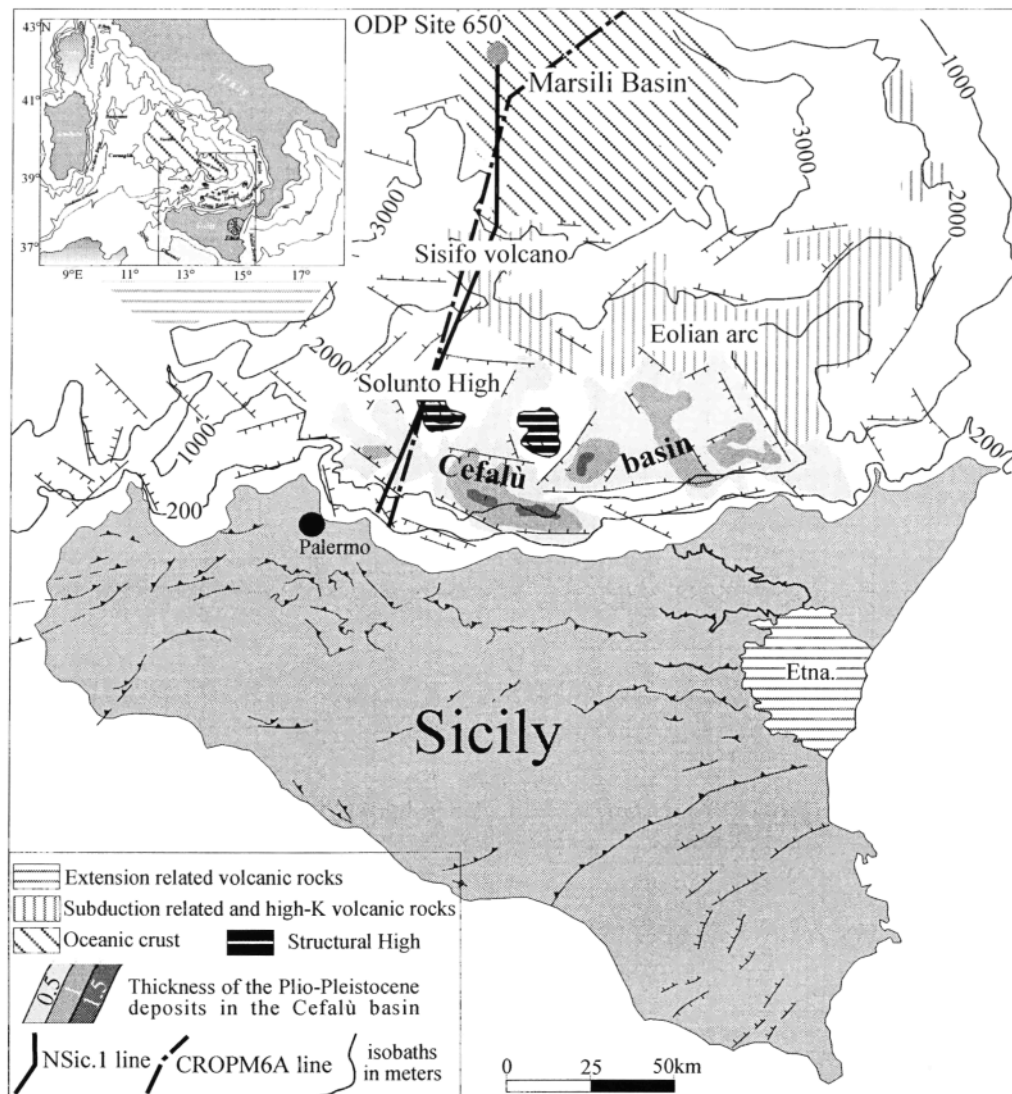 43°N
41°
39°
37°
9°E
11°
13°
15°
17°
ODP Site 650
Marsili Basin
1000
3000
2000
3000
Sisifo volcano
Eolian arc
2000
Solunto High
1000
Cefalù
basin
200
200
Palermo
Etna.
Sicily
Extension related volcanic rocks
Subduction related and high-K volcanic rocks
Oceanic crust
Structural High
0.5
1
1.5
Thickness of the Plio-Pleistocene
deposits in the Cefalù basin
NSic.1 line
CROPM6A line
isobaths
in meters
0
25
50km